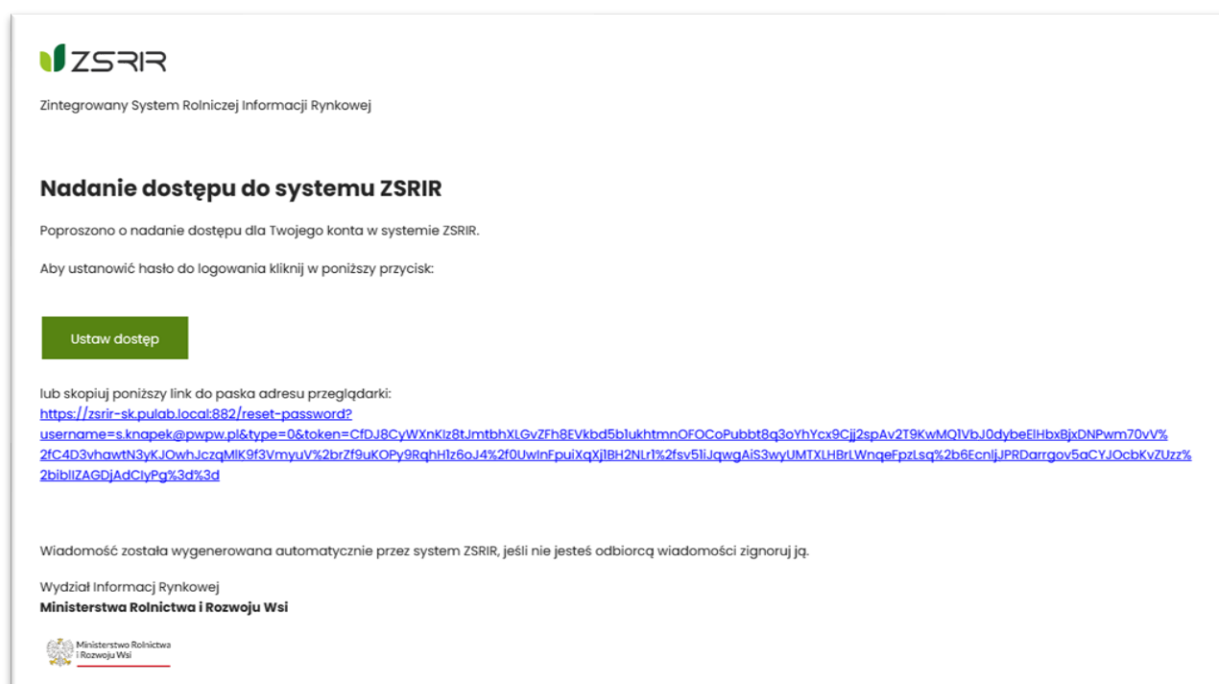 ZSRIR
Zintegrowany System Rolniczej Informacji Rynkowej
Nadanie dostępu do systemu ZSRIR
Poproszono o nadanie dostępu dla Twojego konta w systemie ZSRIR.
Aby ustanowić hasło do logowania kliknij w poniższy przycisk:
Ustaw dostęp
lub skopiuj poniższy link do paska adresu przeglądarki:
https://zsrir-sk.pulab.local:882/reset-password?
username=s.knapek@pwpw.pl&type=0&token=CfDJ8CyWXnKIz8tJmtbhXLGvZFh8EVkbd5b1ukhtmnOFOCoPubbt8q3oYhYcx9Cjj2spAv2T9KwMQ1VbJ0dybeElHbxBjxDNPwm70vV%
2fC4D3vhawtN3yKJOwhJczqMlK9f3VmyuV%2brZf9uKOPy9RqhH1z6oJ4%2f0UwInFpuiXqXj1BH2NLr1%2fsv51iJqwgAiS3wyUMTXLHBrLWnqeFpzLsq%2b6EcnljJPRDarrgov5aCYJOcbKvZUzz%
2biblIZAGDjAdClyPg%3d%3d
Wiadomość została wygenerowana automatycznie przez system ZSRIR, jeśli nie jesteś odbiorcą wiadomości zignoruj ją.
Wydział Informacj Rynkowej
Ministerstwa Rolnictwa i Rozwoju Wsi
Ministerstwo Rolnictwa
i Rozwoju Wsi